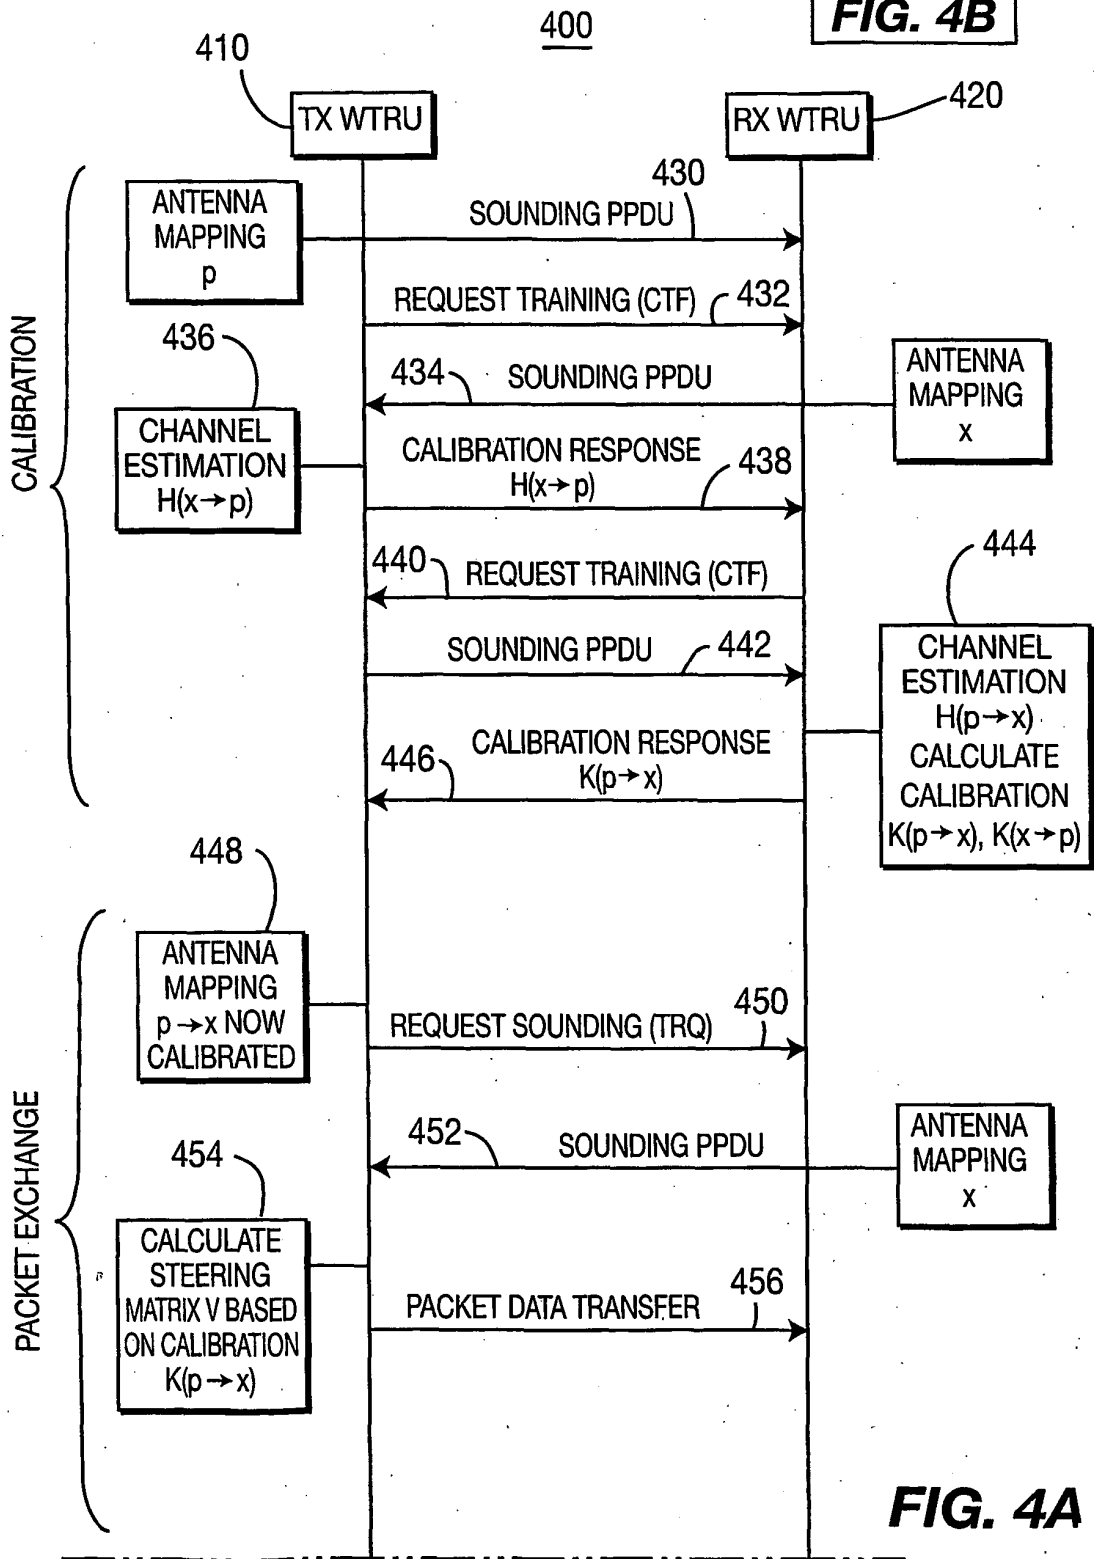 FIG. 4B
400
410
420
TX WTRU
RX WTRU
CALIBRATION
ANTENNA
MAPPING
p
430
SOUNDING PPDU
REQUEST TRAINING (CTF)
432
436
434
SOUNDING PPDU
ANTENNA
MAPPING
x
CHANNEL
ESTIMATION
H(x→p)
CALIBRATION RESPONSE
H(x→p)
438
440
REQUEST TRAINING (CTF)
444
SOUNDING PPDU
442
CHANNEL
ESTIMATION
H(p→x)
CALCULATE
CALIBRATION
K(p→x), K(x→p)
446
CALIBRATION RESPONSE
K(p→x)
PACKET EXCHANGE
448
ANTENNA
MAPPING
p→x NOW
CALIBRATED
REQUEST SOUNDING (TRQ)
450
452
SOUNDING PPDU
ANTENNA
MAPPING
x
454
CALCULATE
STEERING
MATRIX V BASED
ON CALIBRATION
K(p→x)
PACKET DATA TRANSFER
456
FIG. 4A